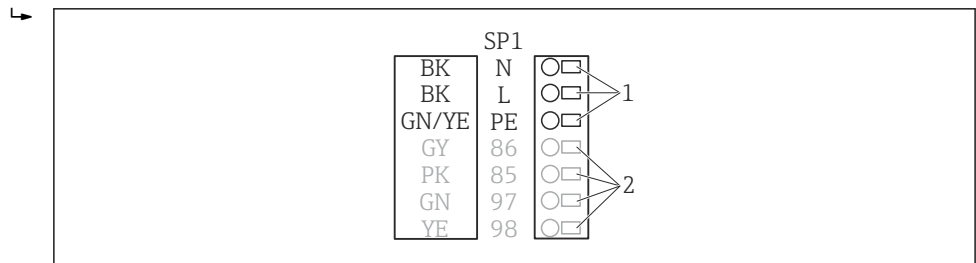 SP1
BK N
BK L 1
GN/YE PE
GY 86
PK 85 2
GN 97
YE 98